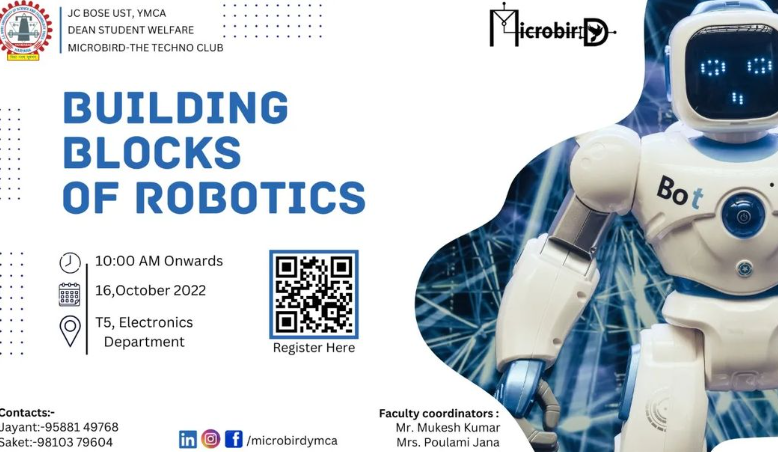 JC BOSE UST, YMCA
DEAN STUDENT WELFARE
MICROBIRD-THE TECHNO CLUB
MicrobirD
BUILDING
BLOCKS
OF ROBOTICS
Bot
10:00 AM Onwards
16,October 2022
T5, Electronics
Department
Register Here
Contacts:-
Jayant:-95881 49768
Saket:-98103 79604
/microbirdymca
Faculty coordinators :
Mr. Mukesh Kumar
Mrs. Poulami Jana